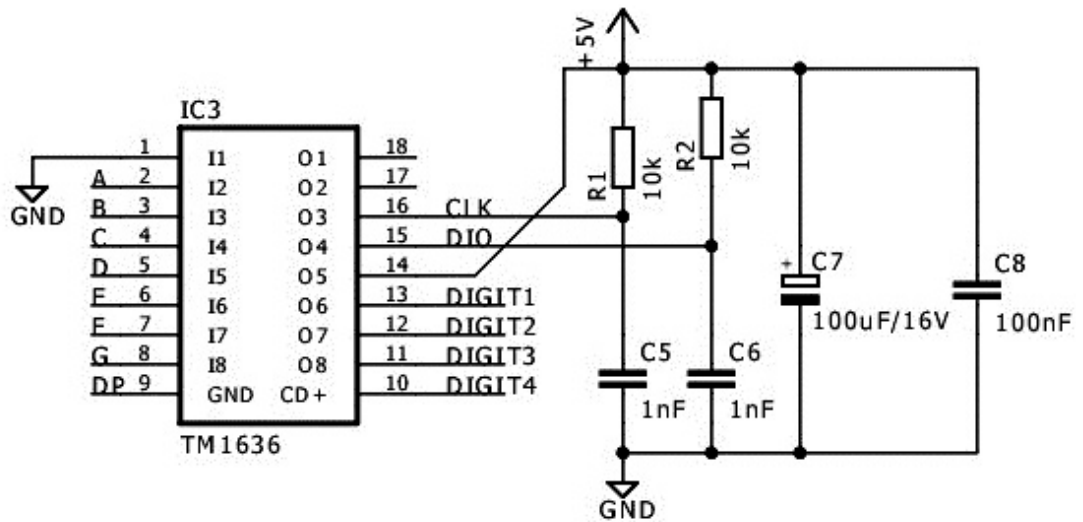 +5V
IC3
1 I1 O1 18
A 2 I2 O2 17
B 3 I3 O3 16 CLK
C 4 I4 O4 15 DIO
D 5 I5 O5 14
E 6 I6 O6 13 DIGIT1
F 7 I7 O7 12 DIGIT2
G 8 I8 O8 11 DIGIT3
DP 9 GND CD+ 10 DIGIT4
TM1636
GND
R1
10k
R2
10k
C5
1nF
C6
1nF
+
C7
100uF/16V
C8
100nF
GND